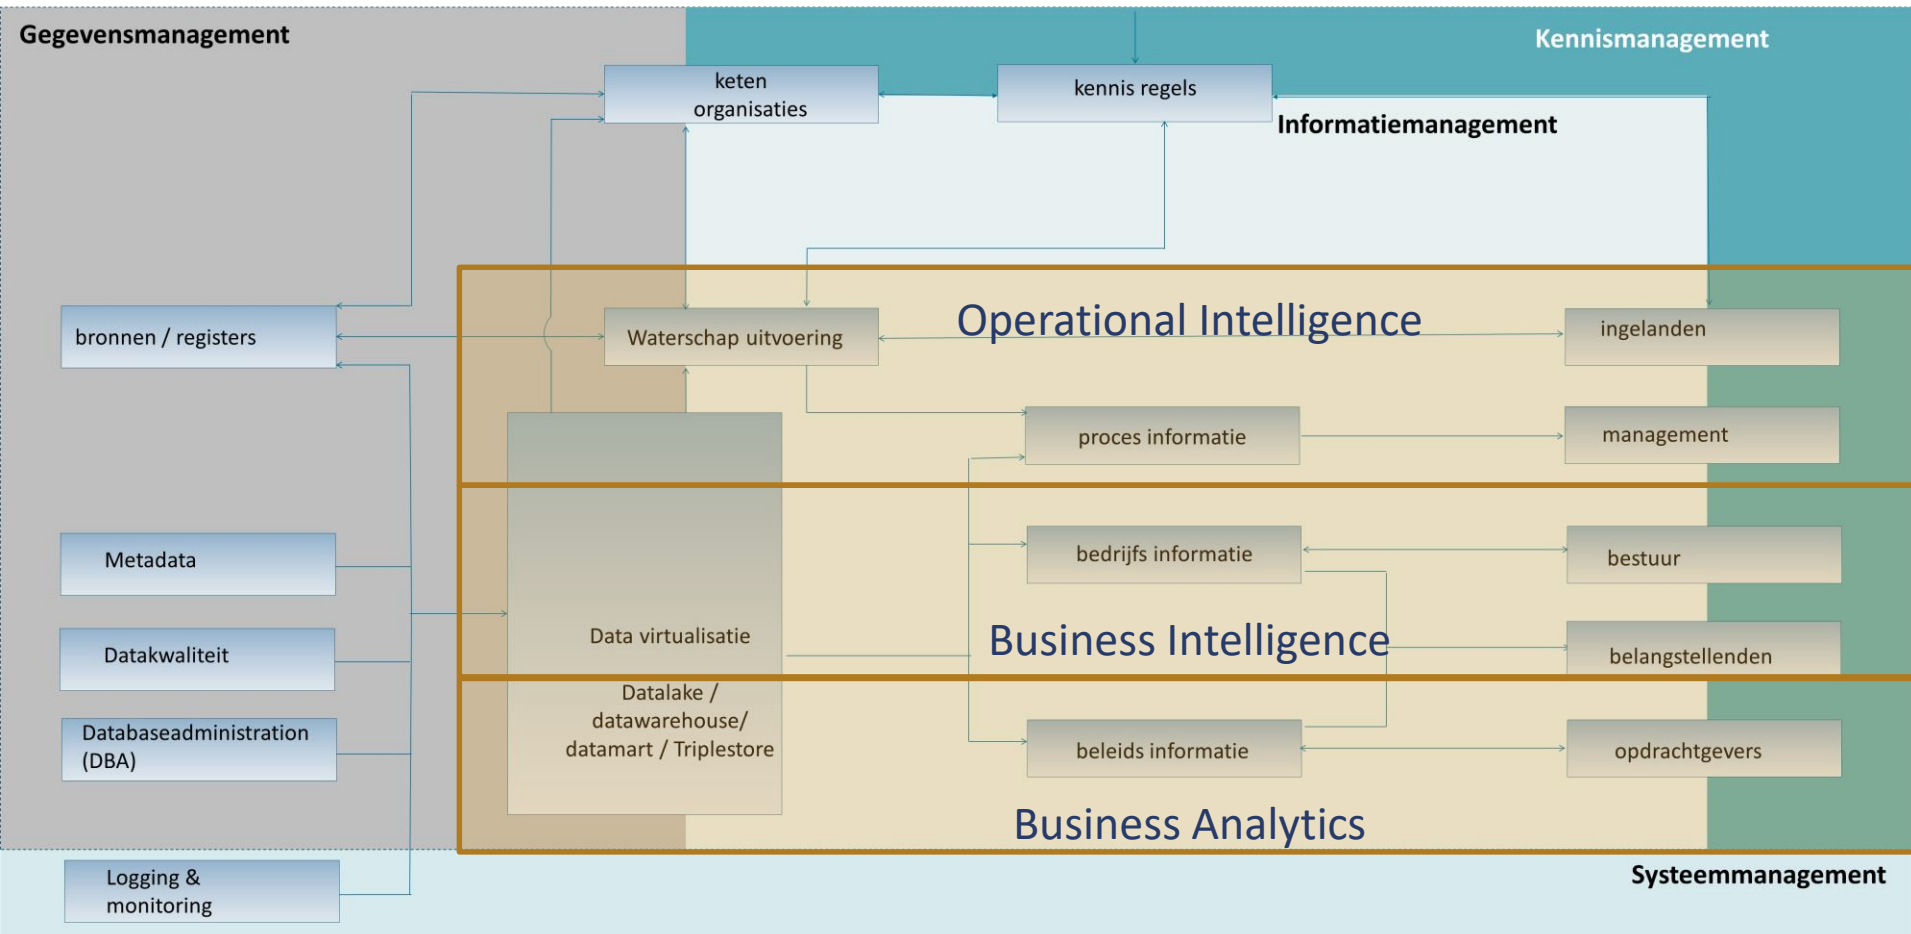 Gegevensmanagement
Kennismanagement
keten
organisaties
kennis regels
Informatiemanagement
bronnen / registers
Waterschap uitvoering
Operational Intelligence
ingelanden
proces informatie
management
Metadata
bedrijfs informatie
bestuur
Datakwaliteit
Data virtualisatie
Business Intelligence
belangstellenden
Databaseadministration
(DBA)
Datalake /
datawarehouse/
datamart / Triplestore
beleids informatie
opdrachtgevers
Business Analytics
Logging &
monitoring
Systeemmanagement